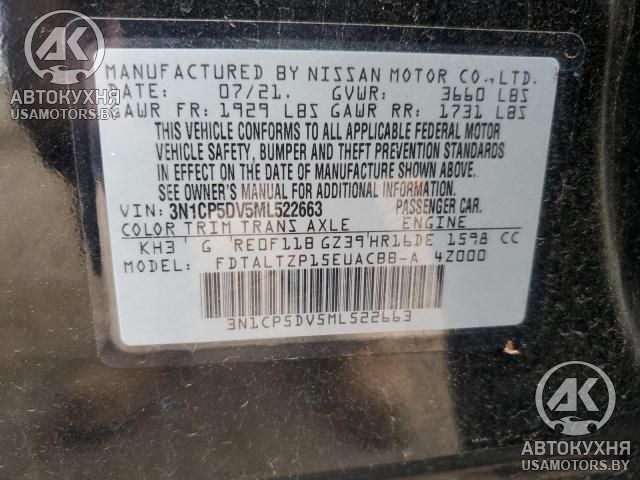 AK
АВТОКУХНЯ
USAMOTORS.BY
MANUFACTURED BY NISSAN MOTOR CO.,LTD.
DATE: 07/21. GVWR: 3660 LBS
GAWR FR: 1929 LBS GAWR RR: 1731 LBS
THIS VEHICLE CONFORMS TO ALL APPLICABLE FEDERAL MOTOR
VEHICLE SAFETY, BUMPER AND THEFT PREVENTION STANDARDS
IN EFFECT ON THE DATE OF MANUFACTURE SHOWN ABOVE.
SEE OWNER'S MANUAL FOR ADDITIONAL INFORMATION.
VIN: 3N1CP5DV5ML522663 PASSENGER CAR.
COLOR TRIM TRANS AXLE ENGINE
KH3 G RE0F11B GZ39 HR16DE 1598 CC
MODEL: FDTALTZP15EUACBB-A 4Z000
3N1CP5DV5ML522663
AK
АВТОКУХНЯ
USAMOTORS.BY